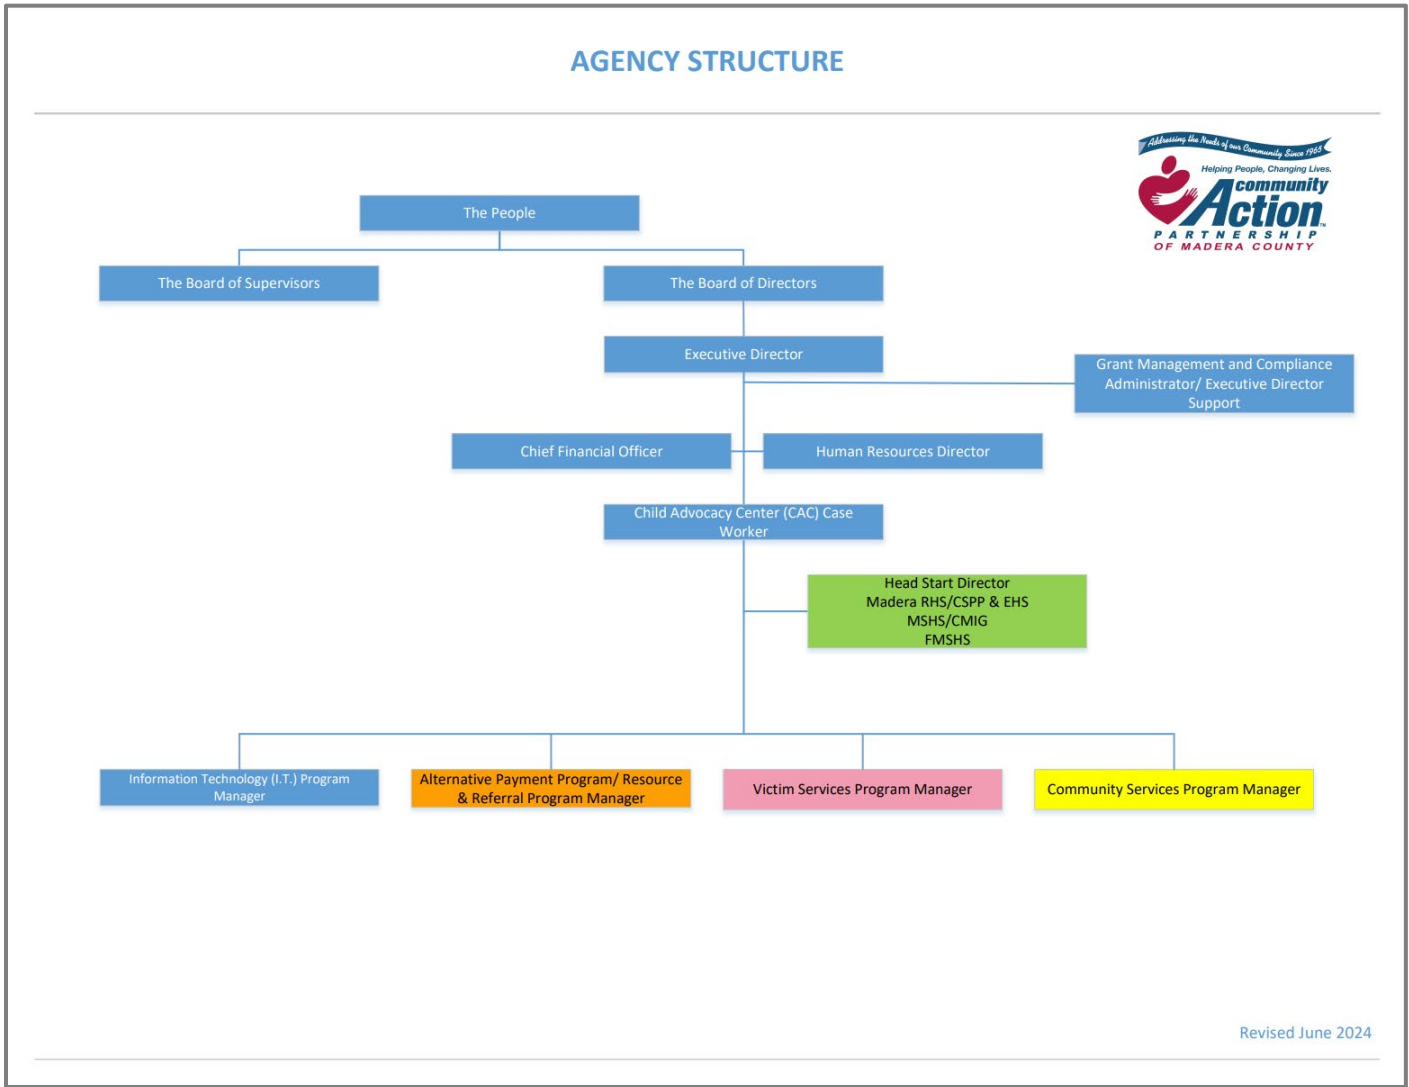 AGENCY STRUCTURE
Addressing the Needs of our Community Since 1965
Helping People, Changing Lives.
community
Action™
PARTNERSHIP
OF MADERA COUNTY
The People
The Board of Supervisors
The Board of Directors
Executive Director
Grant Management and Compliance
Administrator/ Executive Director
Support
Chief Financial Officer
Human Resources Director
Child Advocacy Center (CAC) Case
Worker
Head Start Director
Madera RHS/CSPP & EHS
MSHS/CMIG
FMSHS
Information Technology (I.T.) Program
Manager
Alternative Payment Program/ Resource
& Referral Program Manager
Victim Services Program Manager
Community Services Program Manager
Revised June 2024